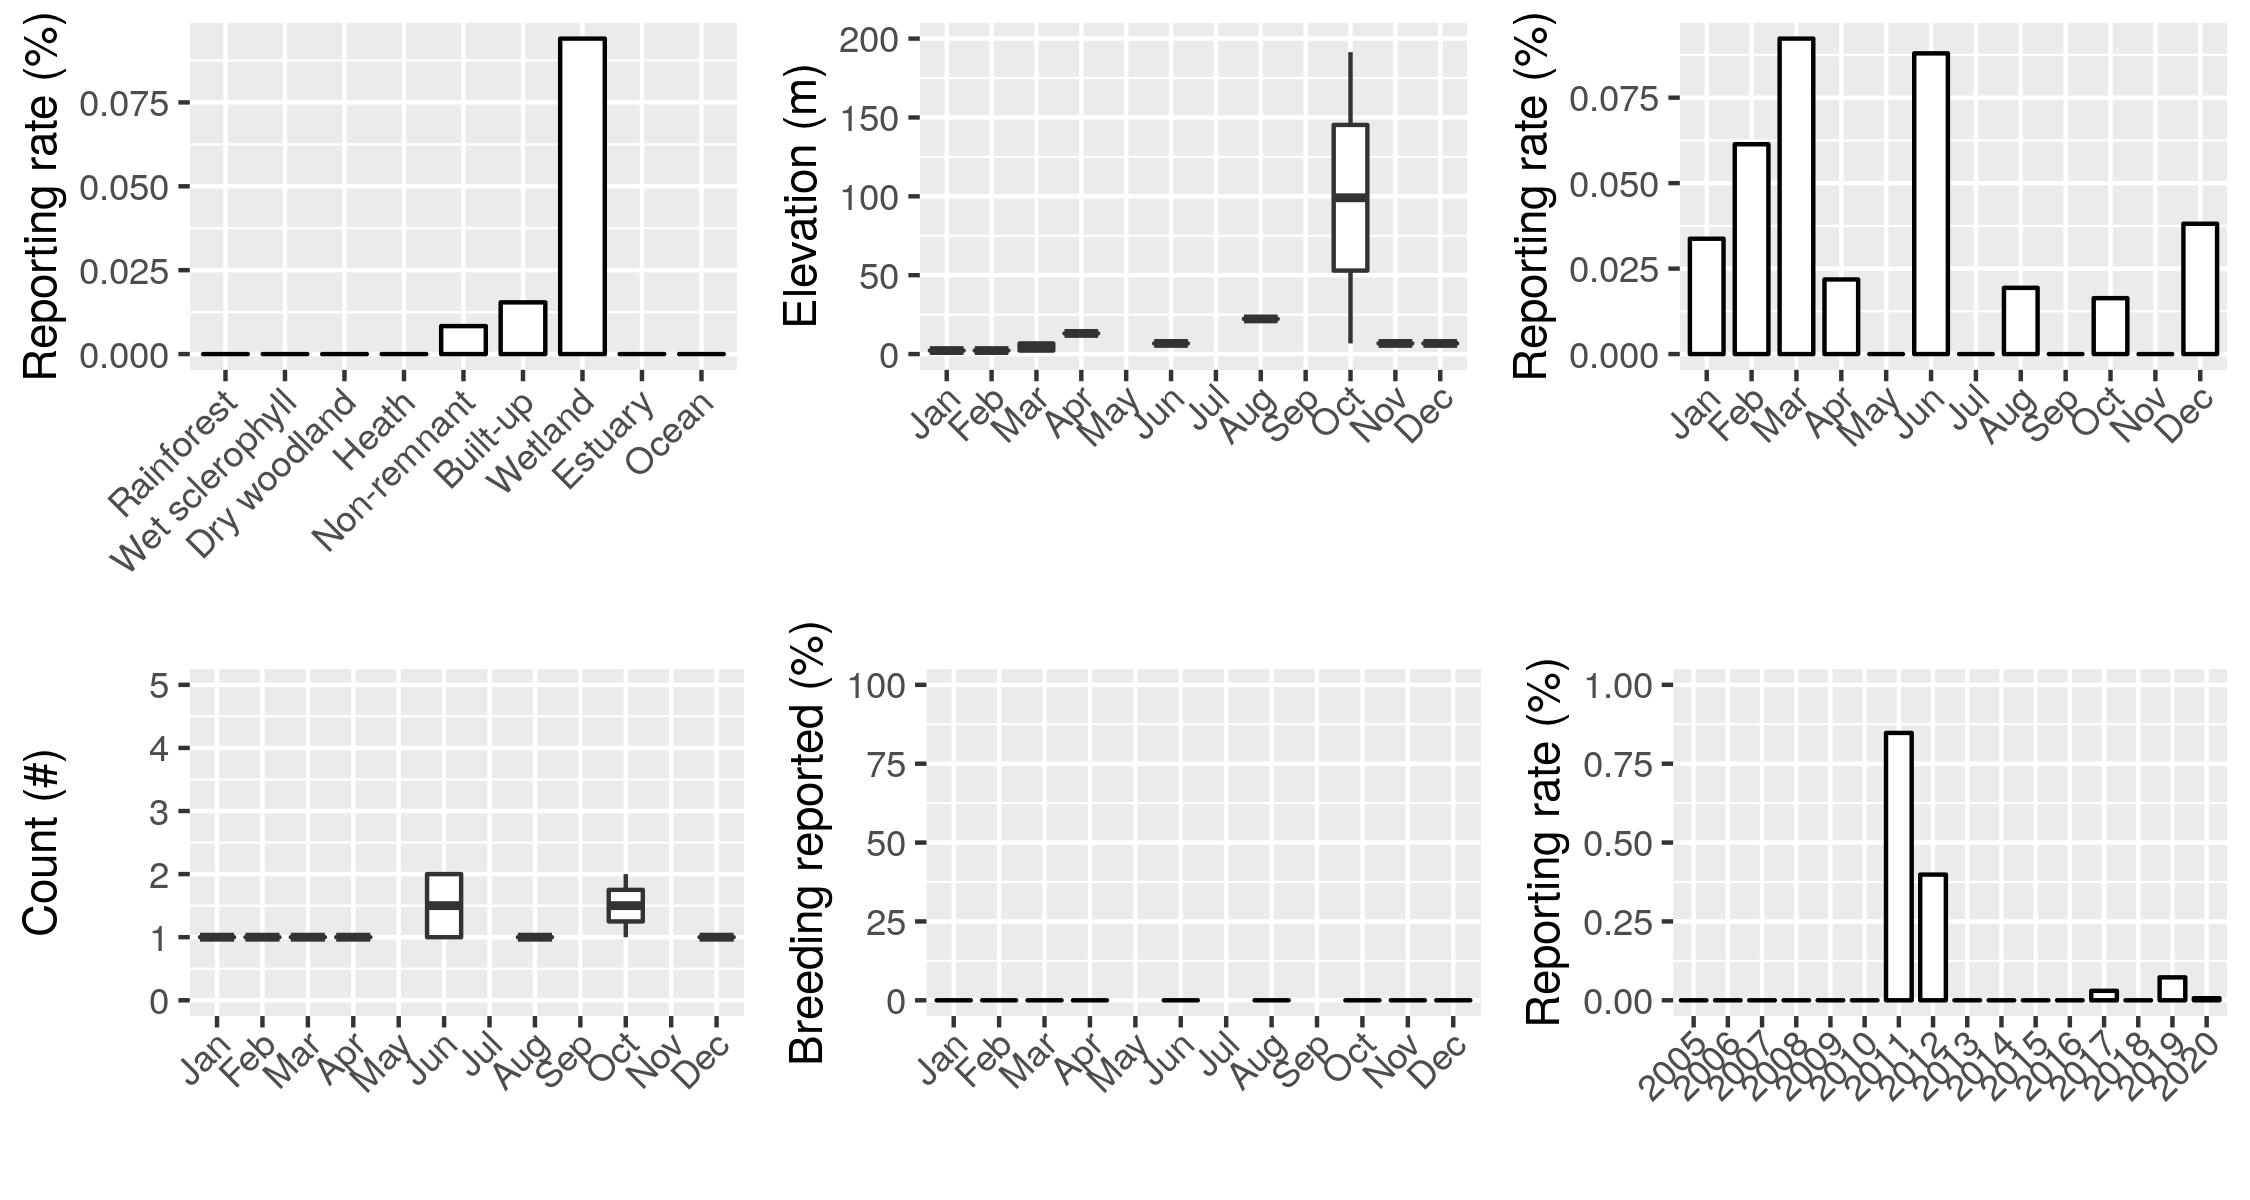 Reporting rate (%)
0.075
0.050
0.025
0.000
Rainforest
Wet sclerophyll
Dry woodland
Heath
Non-remnant
Built-up
Wetland
Estuary
Ocean
Elevation (m)
200
150
100
50
0
Jan Feb Mar Apr May Jun Jul Aug Sep Oct Nov Dec
Reporting rate (%)
0.075
0.050
0.025
0.000
Jan Feb Mar Apr May Jun Jul Aug Sep Oct Nov Dec
Count (#)
5
4
3
2
1
0
Jan Feb Mar Apr May Jun Jul Aug Sep Oct Nov Dec
Breeding reported (%)
100
75
50
25
0
Jan Feb Mar Apr May Jun Jul Aug Sep Oct Nov Dec
Reporting rate (%)
1.00
0.75
0.50
0.25
0.00
2005 2006 2007 2008 2009 2010 2011 2012 2013 2014 2015 2016 2017 2018 2019 2020